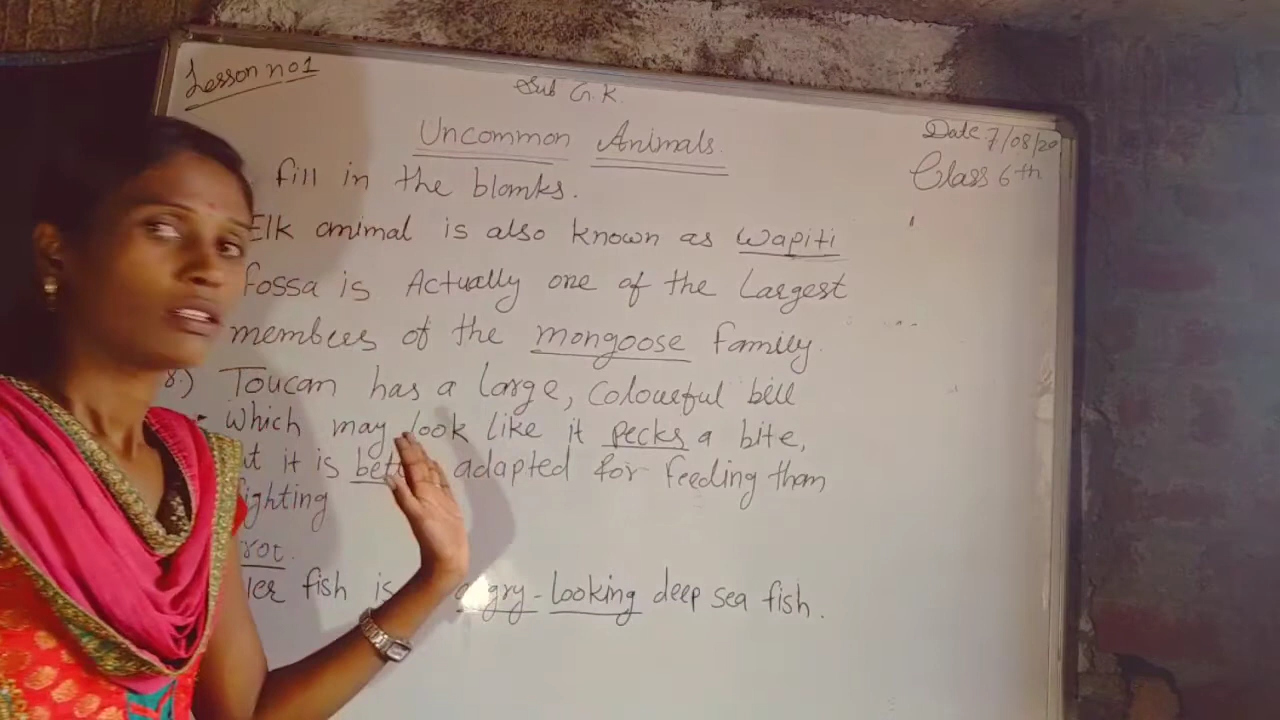 Lesson no 1
Sub G.K.
Date 7/08/20
Uncommon Animals.
Class 6th
fill in the blanks.
Elk animal is also known as Wapiti
fossa is Actually one of the Largest
members of the mongoose family.
8.) Toucan has a large, Colourful bill
which may look like it pecks a bite,
it is adapted for feeding than
fish is angry-looking deep sea fish.